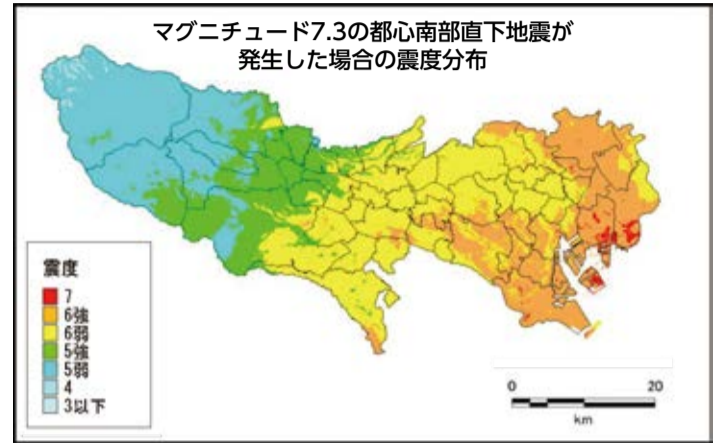 マグニチュード7.3の都心南部直下地震が
発生した場合の震度分布
震度
7
6強
6弱
5強
5弱
4
3以下
0 20
km